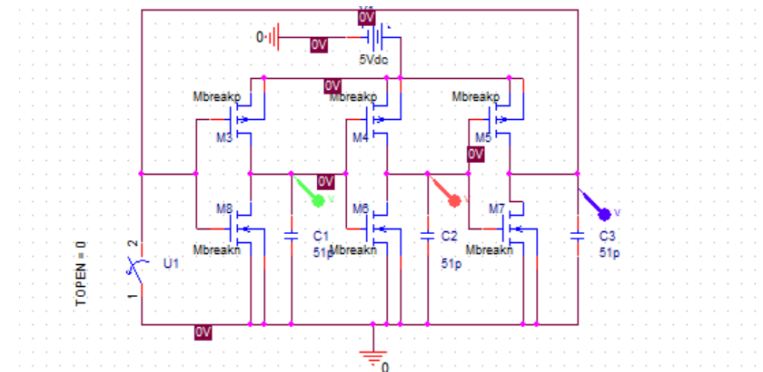 0V
0
0V
5Vdc
0V
Mbreakp
Mbreakp
Mbreakp
M3
M4
M5
0V
0V
M8
M6
M7
V
V
V
TOPEN = 0
2
1
U1
Mbreakn
C1
51p
Mbreakn
C2
51p
Mbreakn
C3
51p
0V
0